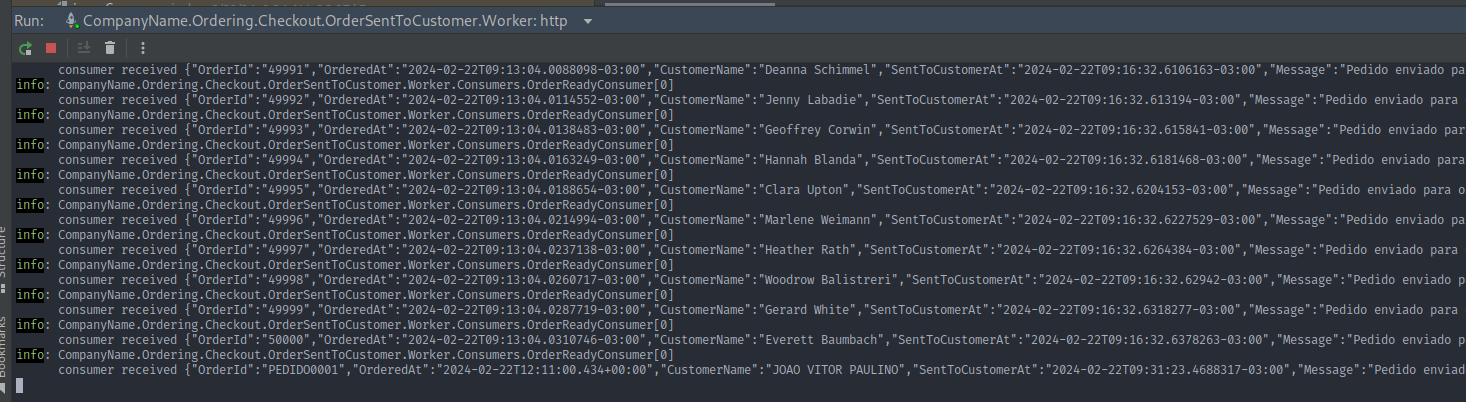 Run: CompanyName.Ordering.Checkout.OrderSentToCustomer.Worker: http
consumer received {"OrderId":"49991","OrderedAt":"2024-02-22T09:13:04.0088098-03:00","CustomerName":"Deanna Schimmel","SentToCustomerAt":"2024-02-22T09:16:32.6106163-03:00","Message":"Pedido enviado pa
info: CompanyName.Ordering.Checkout.OrderSentToCustomer.Worker.Consumers.OrderReadyConsumer[0]
consumer received {"OrderId":"49992","OrderedAt":"2024-02-22T09:13:04.0114552-03:00","CustomerName":"Jenny Labadie","SentToCustomerAt":"2024-02-22T09:16:32.613194-03:00","Message":"Pedido enviado para
info: CompanyName.Ordering.Checkout.OrderSentToCustomer.Worker.Consumers.OrderReadyConsumer[0]
consumer received {"OrderId":"49993","OrderedAt":"2024-02-22T09:13:04.0138483-03:00","CustomerName":"Geoffrey Corwin","SentToCustomerAt":"2024-02-22T09:16:32.615841-03:00","Message":"Pedido enviado par
info: CompanyName.Ordering.Checkout.OrderSentToCustomer.Worker.Consumers.OrderReadyConsumer[0]
consumer received {"OrderId":"49994","OrderedAt":"2024-02-22T09:13:04.0163249-03:00","CustomerName":"Hannah Blanda","SentToCustomerAt":"2024-02-22T09:16:32.6181468-03:00","Message":"Pedido enviado para
info: CompanyName.Ordering.Checkout.OrderSentToCustomer.Worker.Consumers.OrderReadyConsumer[0]
consumer received {"OrderId":"49995","OrderedAt":"2024-02-22T09:13:04.0188654-03:00","CustomerName":"Clara Upton","SentToCustomerAt":"2024-02-22T09:16:32.6204153-03:00","Message":"Pedido enviado para o
info: CompanyName.Ordering.Checkout.OrderSentToCustomer.Worker.Consumers.OrderReadyConsumer[0]
consumer received {"OrderId":"49996","OrderedAt":"2024-02-22T09:13:04.0214994-03:00","CustomerName":"Marlene Weimann","SentToCustomerAt":"2024-02-22T09:16:32.6227529-03:00","Message":"Pedido enviado pa
info: CompanyName.Ordering.Checkout.OrderSentToCustomer.Worker.Consumers.OrderReadyConsumer[0]
consumer received {"OrderId":"49997","OrderedAt":"2024-02-22T09:13:04.0237138-03:00","CustomerName":"Heather Rath","SentToCustomerAt":"2024-02-22T09:16:32.6264384-03:00","Message":"Pedido enviado para
info: CompanyName.Ordering.Checkout.OrderSentToCustomer.Worker.Consumers.OrderReadyConsumer[0]
consumer received {"OrderId":"49998","OrderedAt":"2024-02-22T09:13:04.0260717-03:00","CustomerName":"Woodrow Balistreri","SentToCustomerAt":"2024-02-22T09:16:32.62942-03:00","Message":"Pedido enviado p
info: CompanyName.Ordering.Checkout.OrderSentToCustomer.Worker.Consumers.OrderReadyConsumer[0]
consumer received {"OrderId":"49999","OrderedAt":"2024-02-22T09:13:04.0287719-03:00","CustomerName":"Gerard White","SentToCustomerAt":"2024-02-22T09:16:32.6318277-03:00","Message":"Pedido enviado para
info: CompanyName.Ordering.Checkout.OrderSentToCustomer.Worker.Consumers.OrderReadyConsumer[0]
consumer received {"OrderId":"50000","OrderedAt":"2024-02-22T09:13:04.0310746-03:00","CustomerName":"Everett Baumbach","SentToCustomerAt":"2024-02-22T09:16:32.6378263-03:00","Message":"Pedido enviado p
info: CompanyName.Ordering.Checkout.OrderSentToCustomer.Worker.Consumers.OrderReadyConsumer[0]
consumer received {"OrderId":"PEDIDO0001","OrderedAt":"2024-02-22T12:11:00.434+00:00","CustomerName":"JOAO VITOR PAULINO","SentToCustomerAt":"2024-02-22T09:31:23.4688317-03:00","Message":"Pedido enviad
Structure
Bookmarks